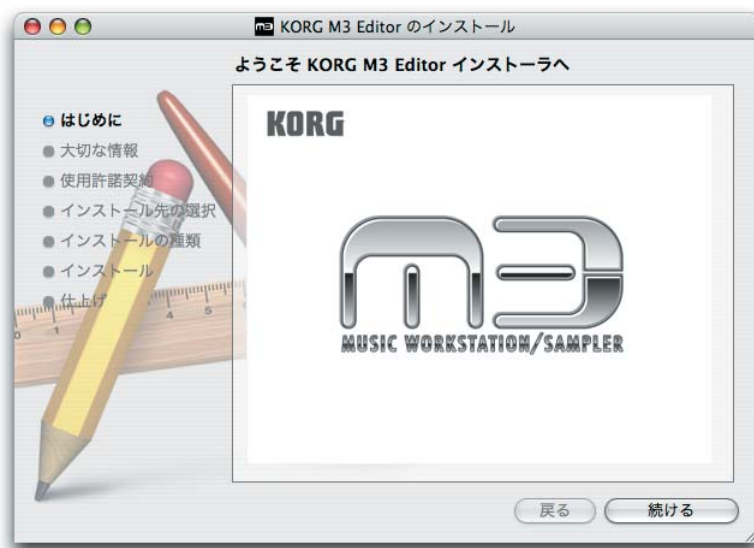 KORG M3 Editor のインストール
ようこそ KORG M3 Editor インストーラへ
はじめに
大切な情報
使用許諾契約
インストール先の選択
インストールの種類
インストール
仕上げ
KORG
M3
MUSIC WORKSTATION/SAMPLER
0 1 4 5
戻る
続ける